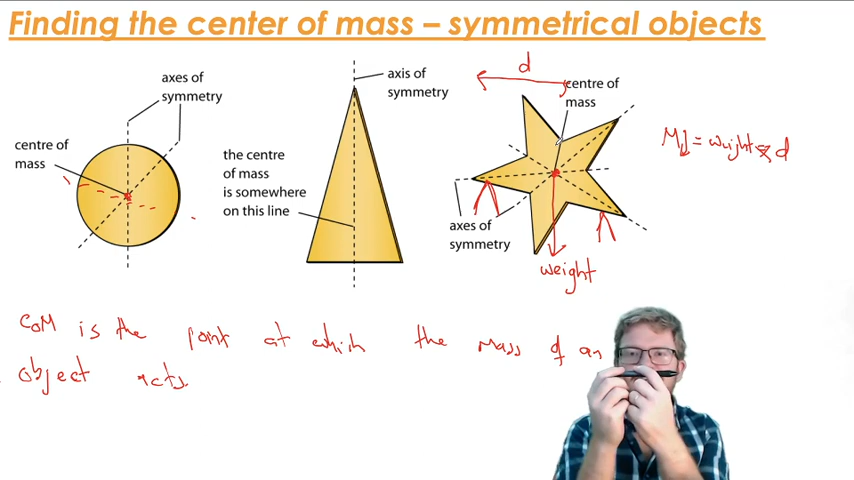 Finding the center of mass – symmetrical objects
axes of
symmetry
centre of
mass
the centre
of mass
is somewhere
on this line
axis of
symmetry
d
centre of
mass
axes of
symmetry
weight
M↓ = weight x d
CoM is the point at which the mass of an
object acts